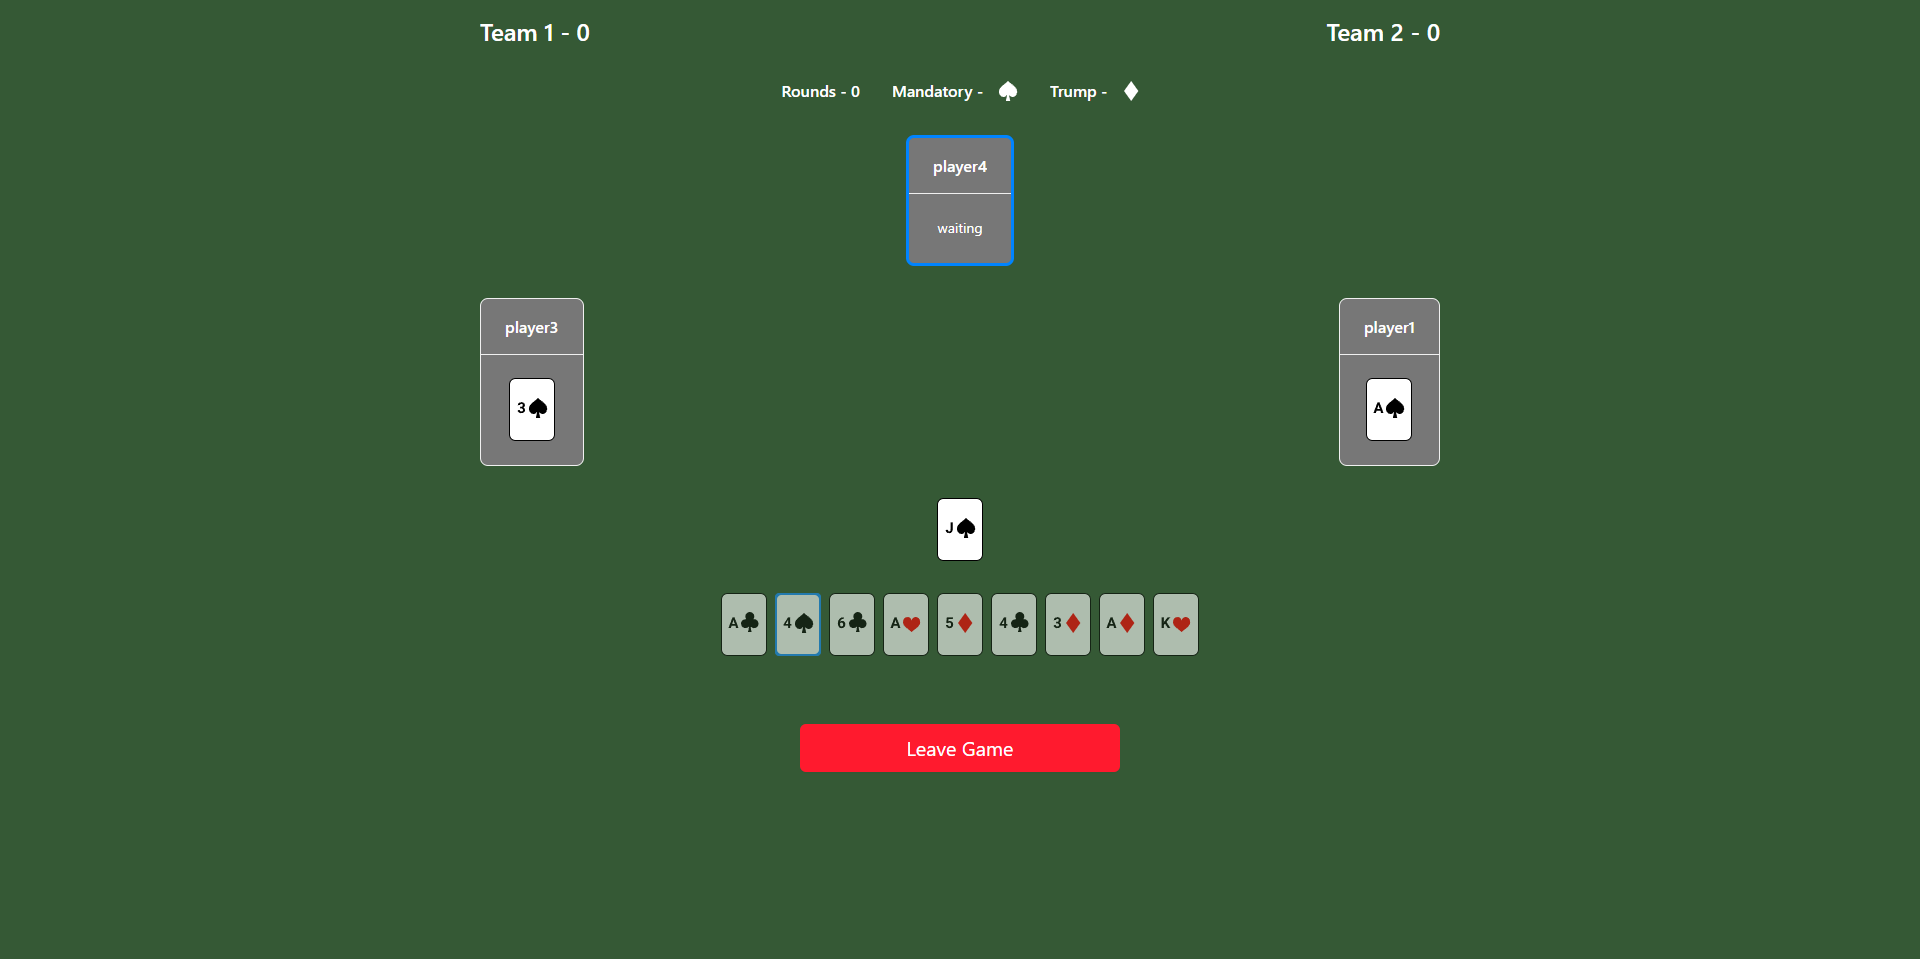 Team 1 - 0
Team 2 - 0
Rounds - 0 Mandatory - ♠ Trump - ♦
player4
waiting
player3
3♠
player1
A♠
J♠
A♣ 4♠ 6♣ A♥ 5♦ 4♣ 3♦ A♦ K♥
Leave Game